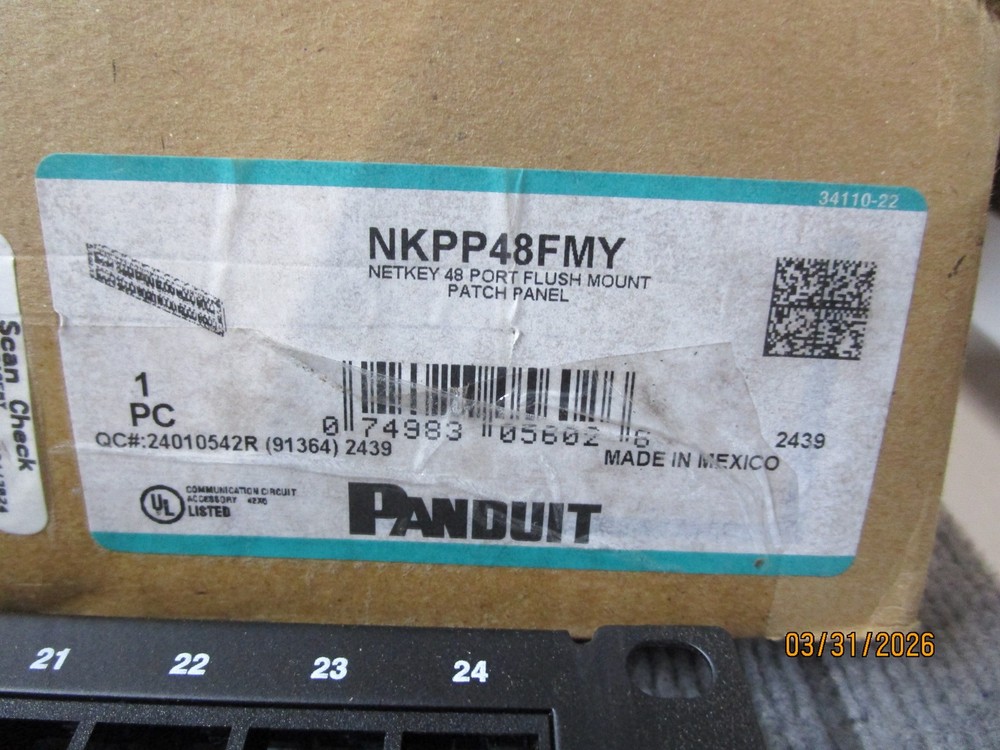 34110-22
NKPP48FMY
NETKEY 48 PORT FLUSH MOUNT
PATCH PANEL
1
PC
0 74983 05602 6
QC#:24010542R (91364) 2439
2439
MADE IN MEXICO
UL
COMMUNICATION CIRCUIT
ACCESSORY
LISTED
PANDUIT
Scan Check
21 22 23 24
03/31/2026